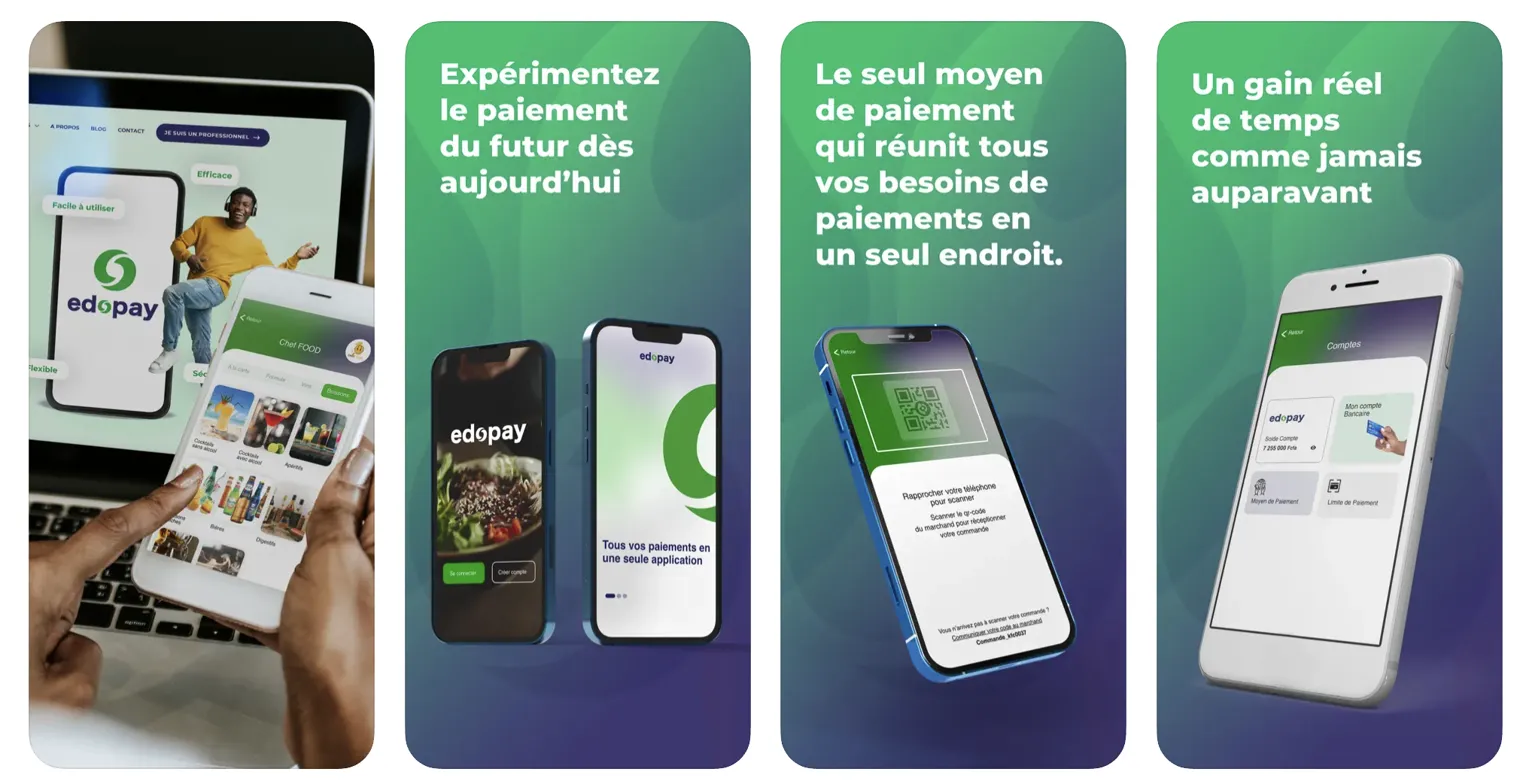 A PROPOS
BLOG
CONTACT
JE SUIS UN PROFESSIONNEL →
Efficace
Facile à utiliser
edopay
Flexible
Séc
Retour
Chef FOOD
A la carte
Boissons
Cocktails
sans alcool
Cocktails
avec alcool
Apéritifs
Bières
Digestifs
option
Expérimentez
le paiement
du futur dès
aujourd’hui
edopay
Se connecter
Créer compte
edopay
Tous vos paiements en
une seule application
Le seul moyen
de paiement
qui réunit tous
vos besoins de
paiements en
un seul endroit.
Retour
Rapprocher votre téléphone
pour scanner
Scanner le qr-code
du marchand pour réceptionner
votre commande
Vous n'arrivez pas à scanner votre commande ?
Communiquer votre code au marchand
Commande_kfc0037
Un gain réel
de temps
comme jamais
auparavant
Retour
Comptes
edopay
Solde Compte
7 255 000 Fcfa
Mon compte
Bancaire
Moyen de Paiement
Limite de Paiement